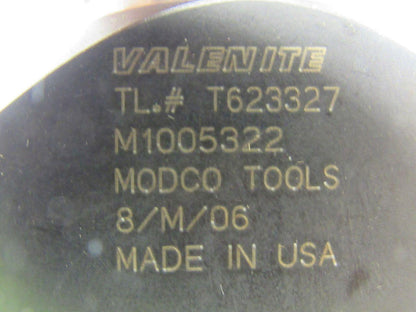 VALENITE
TL.# T623327
M1005322
MODCO TOOLS
8/M/06
MADE IN USA